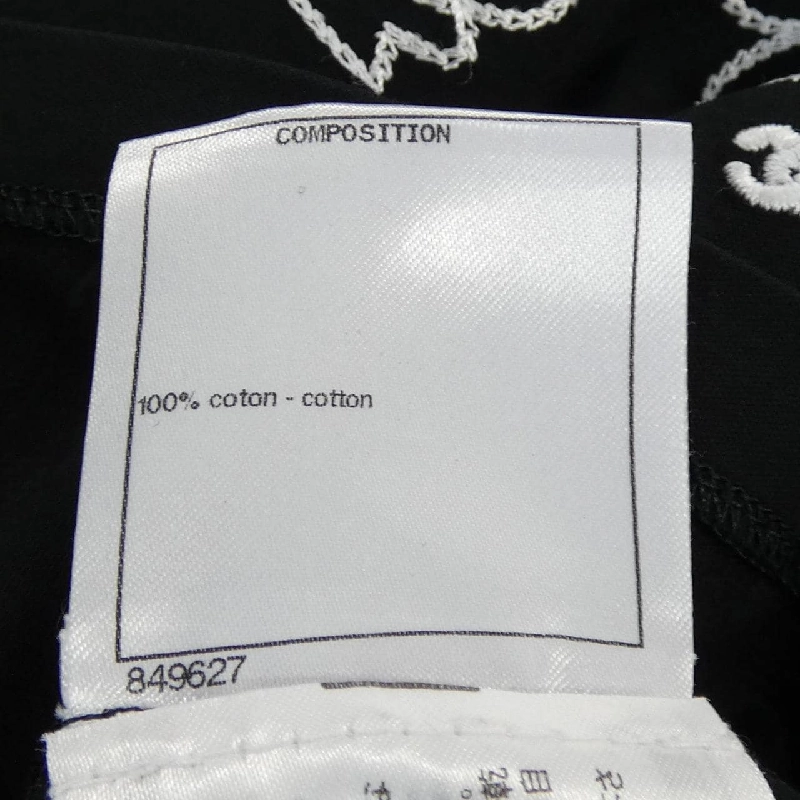 COMPOSITION
100% coton - cotton
849627